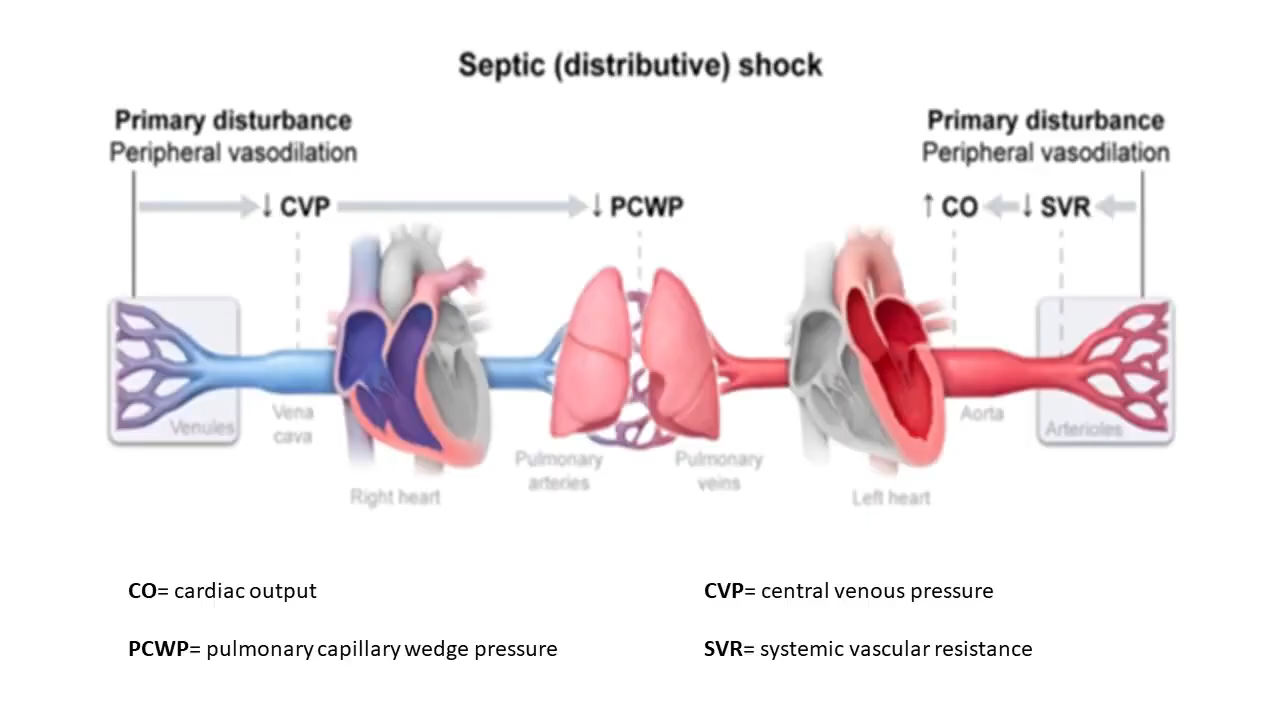 Septic (distributive) shock
Primary disturbance
Peripheral vasodilation
Primary disturbance
Peripheral vasodilation
↓ CVP
↓ PCWP
↑ CO
↓ SVR
Venules
Vena
cava
Right heart
Pulmonary
arteries
Pulmonary
veins
Left heart
Aorta
Arterioles
CO= cardiac output
CVP= central venous pressure
PCWP= pulmonary capillary wedge pressure
SVR= systemic vascular resistance